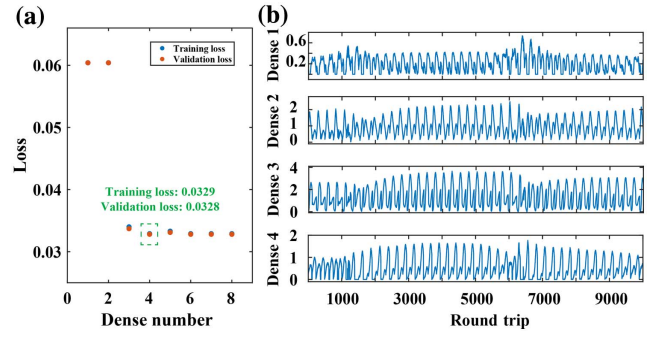 (a)
Training loss
Validation loss
0.06
0.05
0.04
0.03
Loss
Training loss: 0.0329
Validation loss: 0.0328
0 2 4 6 8
Dense number
(b)
Dense 1
0.6
0.2
Dense 2
2
1
0
Dense 3
4
2
0
Dense 4
2
1
0
1000 3000 5000 7000 9000
Round trip